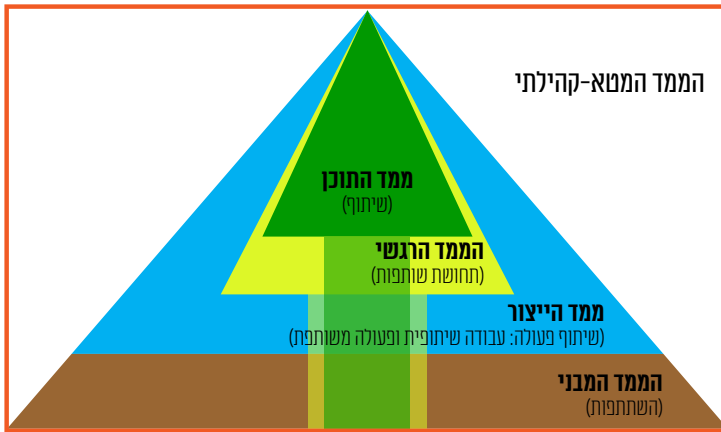 הממד המטא-קהילתי
ממד התוכן
(שיתוף)
הממד הרגשי
(תחושת שותפות)
ממד הייצור
(שיתוף פעולה: עבודה שיתופית ופעולה משותפת)
הממד המבני
(השתתפות)